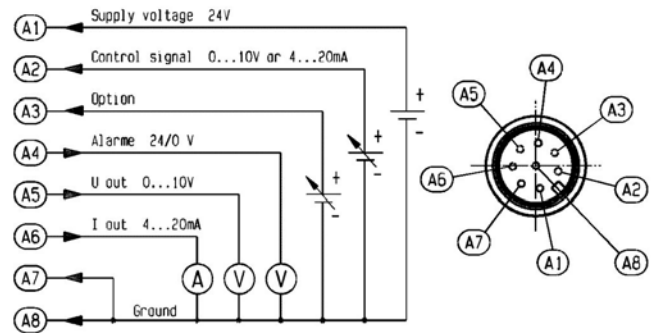 A1 Supply voltage 24V
A2 Control signal 0...10V or 4...20mA
A3 Option
A4 Alarme 24/0 V
A5 U out 0...10V
A6 I out 4...20mA
A7
A8 Ground
+
-
+
-
+
-
A V V
A4
A5 A3
A6 A2
A7 A1 A8